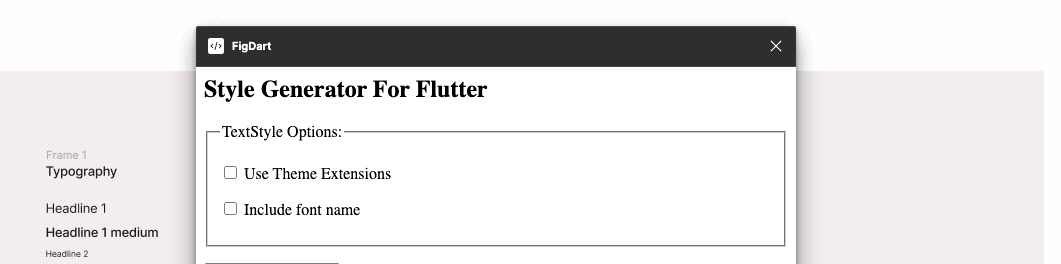 FigDart
Style Generator For Flutter
TextStyle Options:
Use Theme Extensions
Include font name
Frame 1
Typography
Headline 1
Headline 1 medium
Headline 2